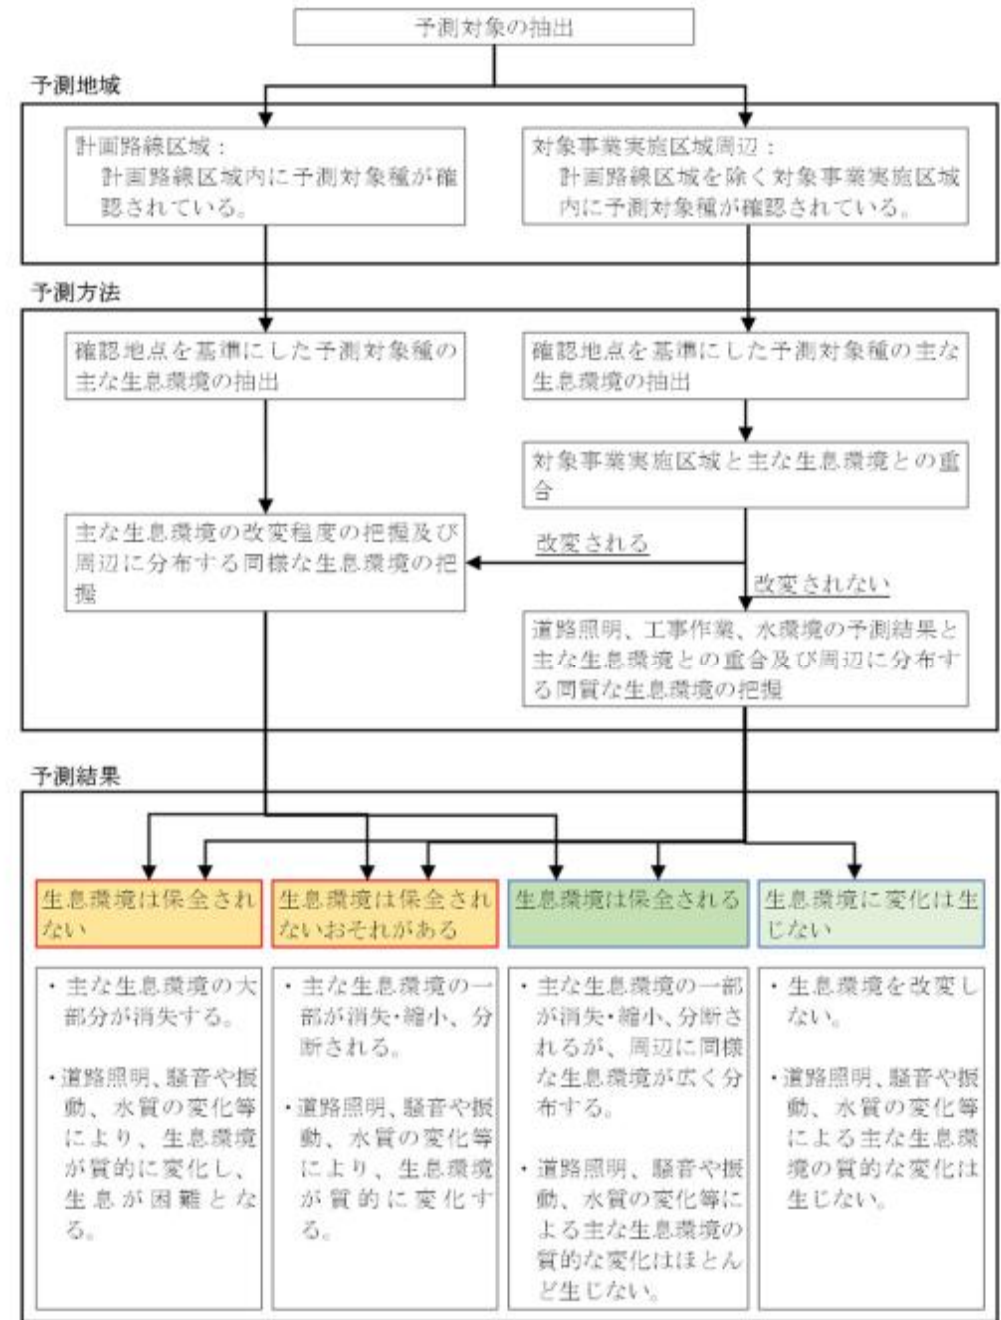 予測対象の抽出
予測地域
計画路線区域：
計画路線区域内に予測対象種が確
認されている。
対象事業実施区域周辺：
計画路線区域を除く対象事業実施区域
内に予測対象種が確認されている。
予測方法
確認地点を基準にした予測対象種の
主な生息環境の抽出
確認地点を基準にした予測対象種の主な
生息環境の抽出
対象事業実施区域と主な生息環境との重
合
主な生息環境の改変程度の把握及び
周辺に分布する同様な生息環境の把
握
改変される
改変されない
道路照明、工事作業、水環境の予測結果と
主な生息環境との重合及び周辺に分布す
る同質な生息環境の把握
予測結果
生息環境は保全され
ない
生息環境は保全され
ないおそれがある
生息環境は保全される
生息環境に変化は生
じない
・主な生息環境の大
部分が消失する。
・道路照明、騒音や振
動、水質の変化等
により、生息環境
が質的に変化し、
生息が困難とな
る。
・主な生息環境の一
部が消失・縮小、分
断される。
・道路照明、騒音や振
動、水質の変化等
により、生息環境
が質的に変化す
る。
・主な生息環境の一部
が消失・縮小、分断さ
れるが、周辺に同様
な生息環境が広く分
布する。
・道路照明、騒音や振
動、水質の変化等に
よる主な生息環境の
質的な変化はほとん
ど生じない。
・生息環境を改変し
ない。
・道路照明、騒音や振
動、水質の変化等
による主な生息環
境の質的な変化は
生じない。